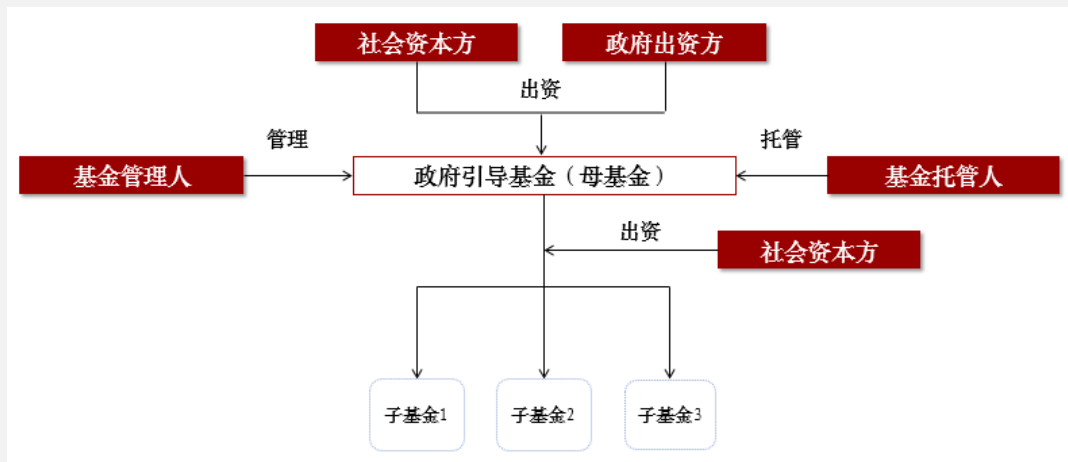 社会资本方
政府出资方
出资
管理
托管
基金管理人
政府引导基金（母基金）
基金托管人
出资
社会资本方
子基金1
子基金2
子基金3